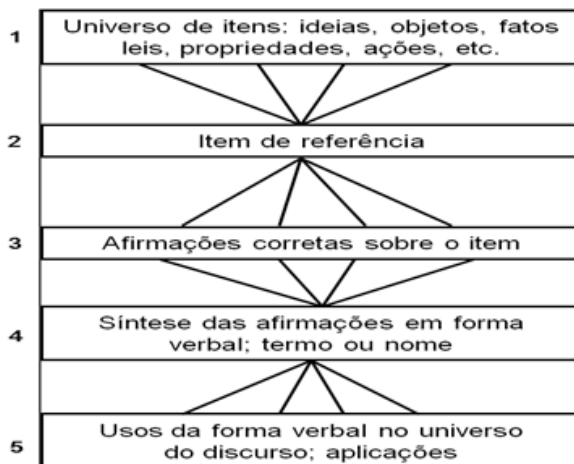 1
Universo de itens: ideias, objetos, fatos
leis, propriedades, ações, etc.
2
Item de referência
3
Afirmações corretas sobre o item
4
Síntese das afirmações em forma
verbal; termo ou nome
5
Usos da forma verbal no universo
do discurso; aplicações